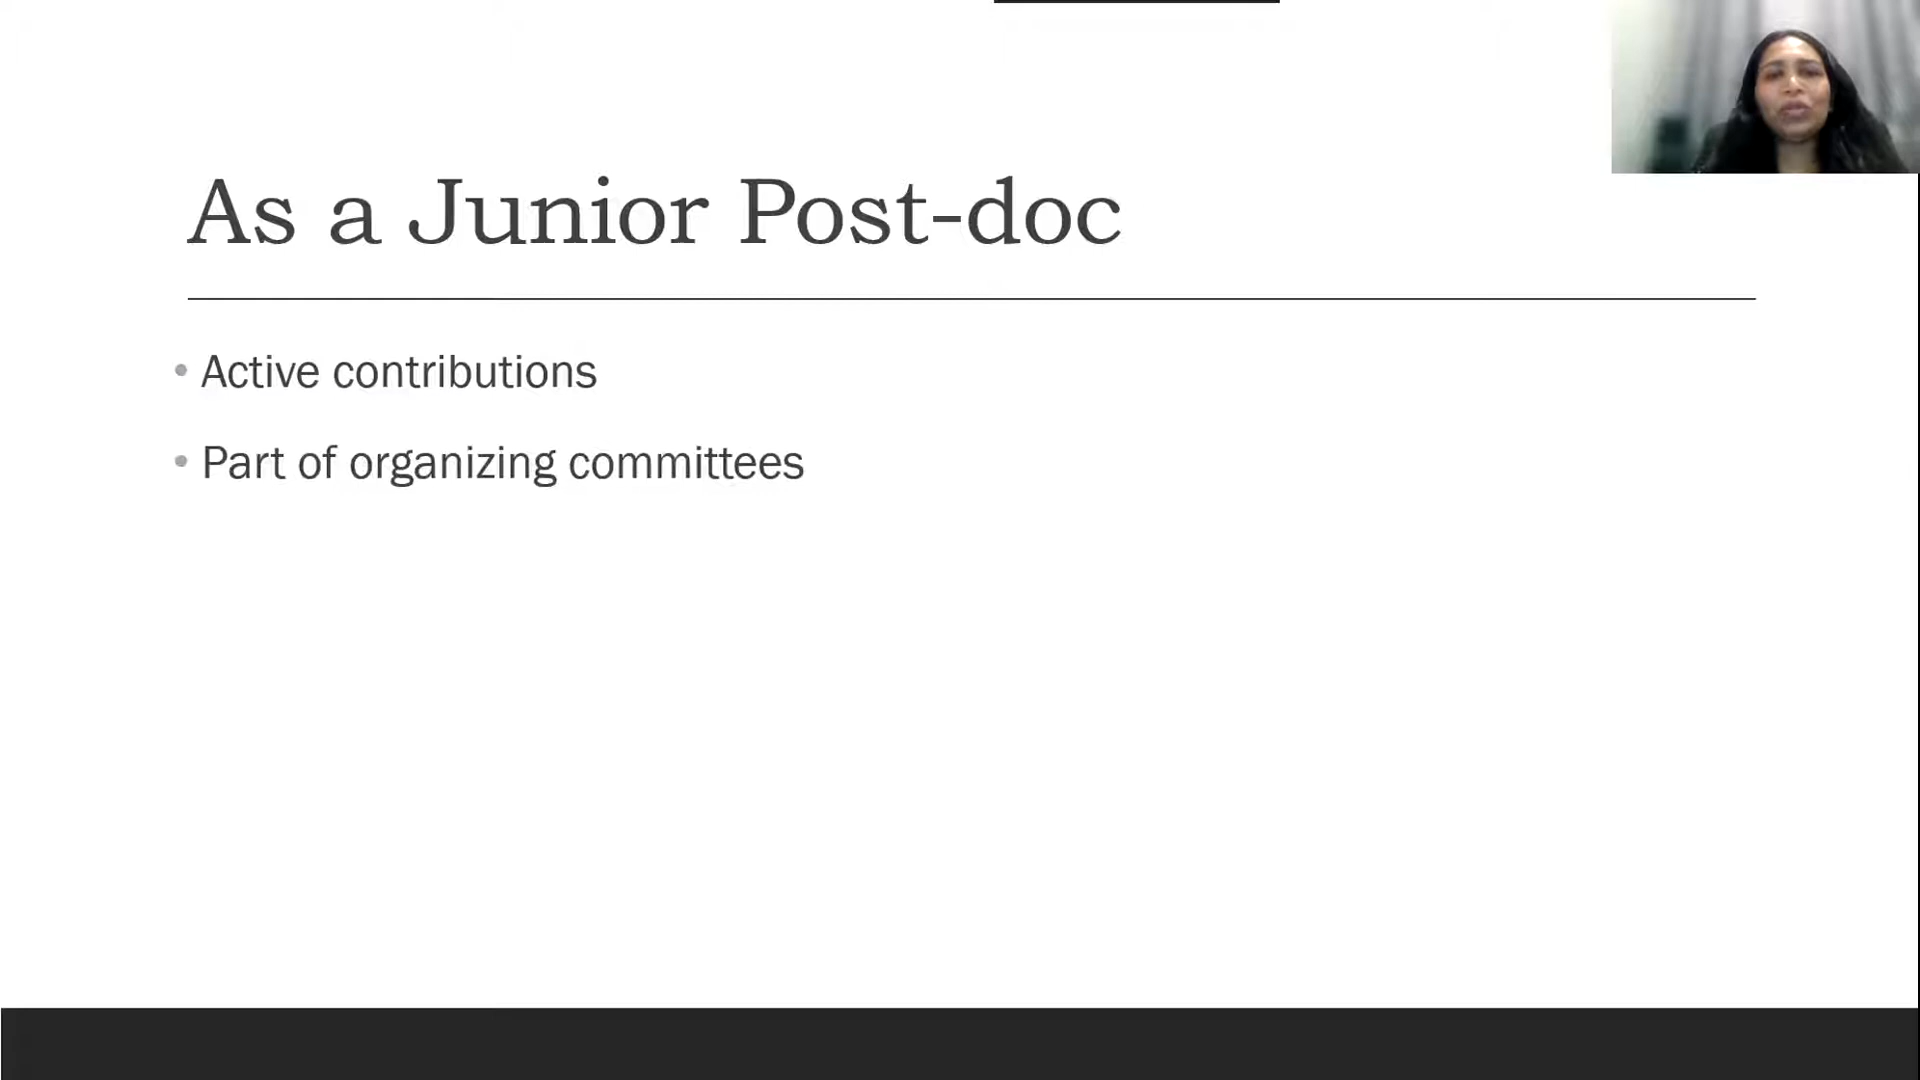 As a Junior Post-doc
• Active contributions
• Part of organizing committees